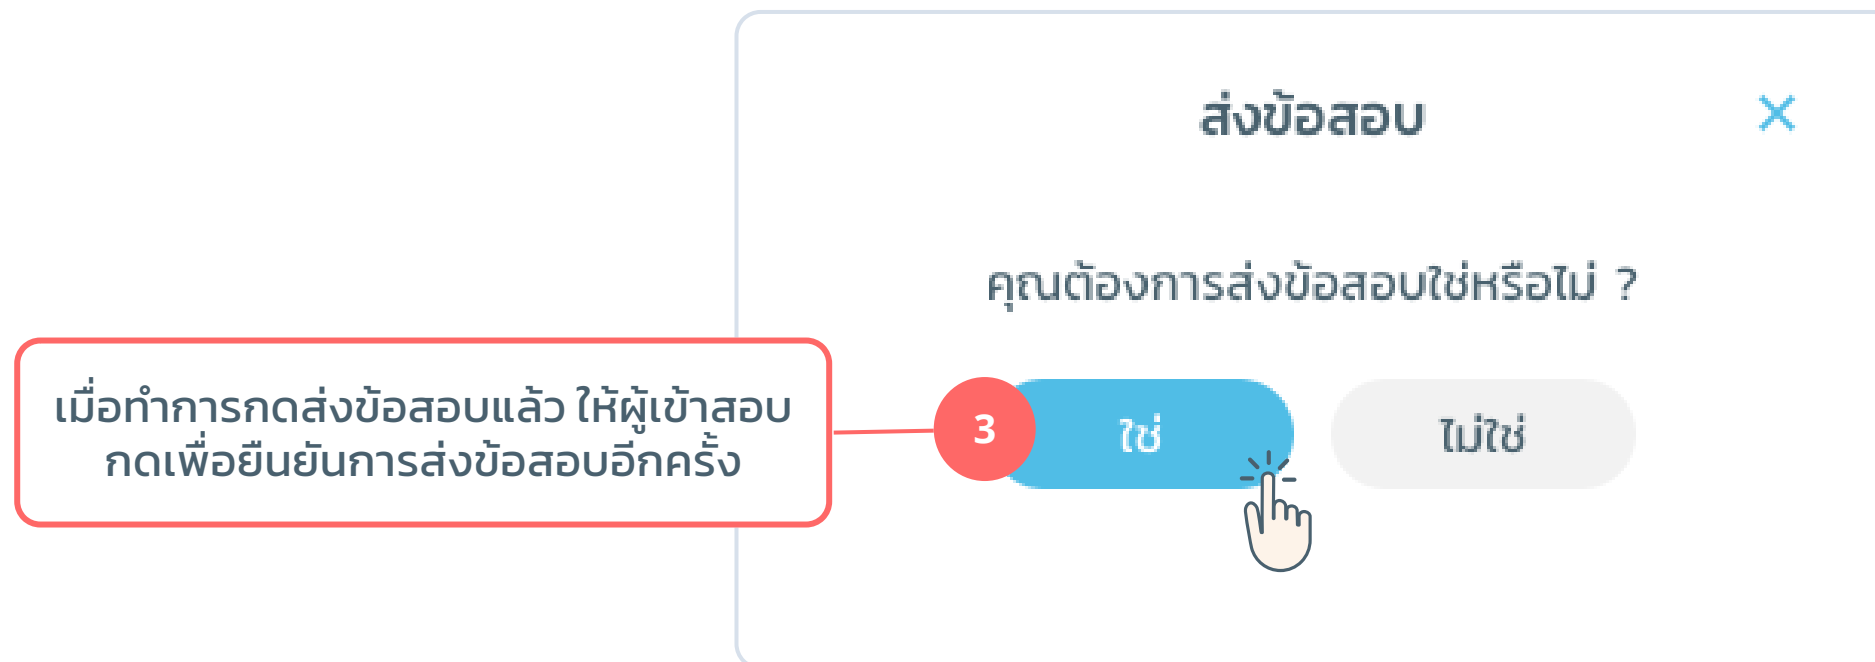 ส่งข้อสอบ
คุณต้องการส่งข้อสอบใช่หรือไม่ ?
เมื่อทำการกดส่งข้อสอบแล้ว ให้ผู้เข้าสอบ
กดเพื่อยืนยันการส่งข้อสอบอีกครั้ง
3
ใช่
ไม่ใช่